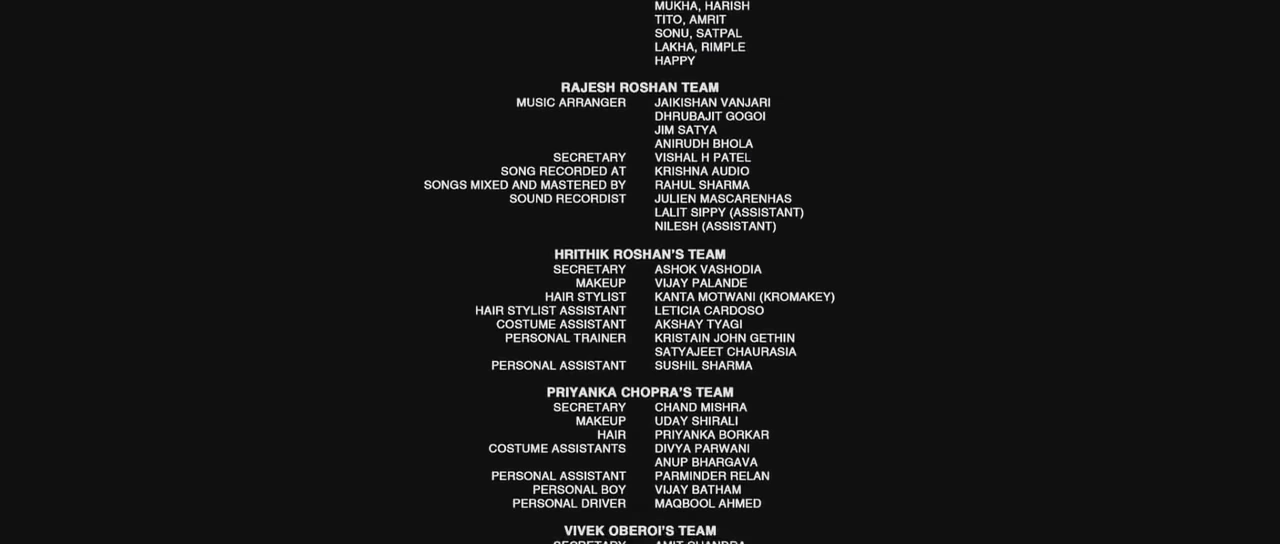 MUKHA, HARISH
TITO, AMRIT
SONU, SATPAL
LAKHA, RIMPLE
HAPPY
RAJESH ROSHAN TEAM
MUSIC ARRANGER JAIKISHAN VANJARI
DHRUBAJIT GOGOI
JIM SATYA
ANIRUDH BHOLA
SECRETARY VISHAL H PATEL
SONG RECORDED AT KRISHNA AUDIO
SONGS MIXED AND MASTERED BY RAHUL SHARMA
SOUND RECORDIST JULIEN MASCARENHAS
LALIT SIPPY (ASSISTANT)
NILESH (ASSISTANT)
HRITHIK ROSHAN'S TEAM
SECRETARY ASHOK VASHODIA
MAKEUP VIJAY PALANDE
HAIR STYLIST KANTA MOTWANI (KROMAKEY)
HAIR STYLIST ASSISTANT LETICIA CARDOSO
COSTUME ASSISTANT AKSHAY TYAGI
PERSONAL TRAINER KRISTAIN JOHN GETHIN
SATYAJEET CHAURASIA
PERSONAL ASSISTANT SUSHIL SHARMA
PRIYANKA CHOPRA'S TEAM
SECRETARY CHAND MISHRA
MAKEUP UDAY SHIRALI
HAIR PRIYANKA BORKAR
COSTUME ASSISTANTS DIVYA PARWANI
ANUP BHARGAVA
PERSONAL ASSISTANT PARMINDER RELAN
PERSONAL BOY VIJAY BATHAM
PERSONAL DRIVER MAQBOOL AHMED
VIVEK OBEROI'S TEAM
SECRETARY AMIT CHANDRA